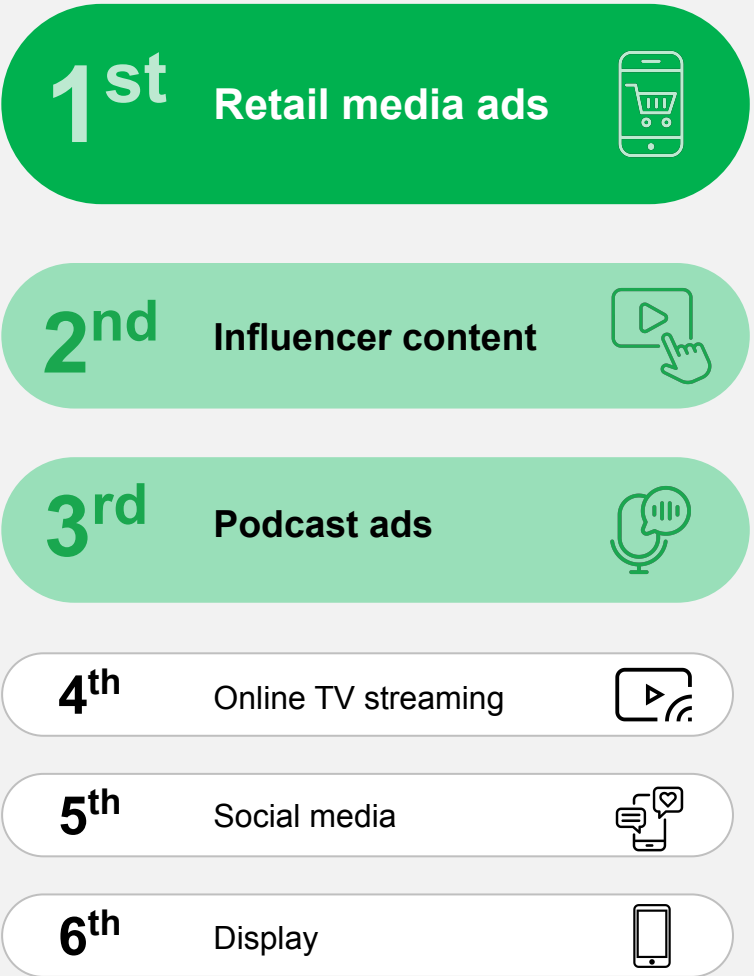 1st Retail media ads
2nd Influencer content
3rd Podcast ads
4th Online TV streaming
5th Social media
6th Display